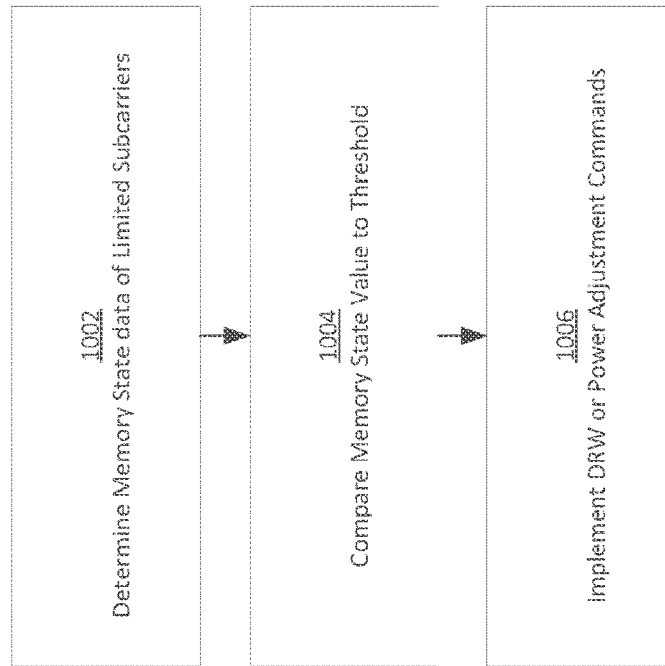 1002
Determine Memory State data of Limited Subcarriers
1004
Compare Memory State Value to Threshold
1006
Implement DRW or Power Adjustment Commands